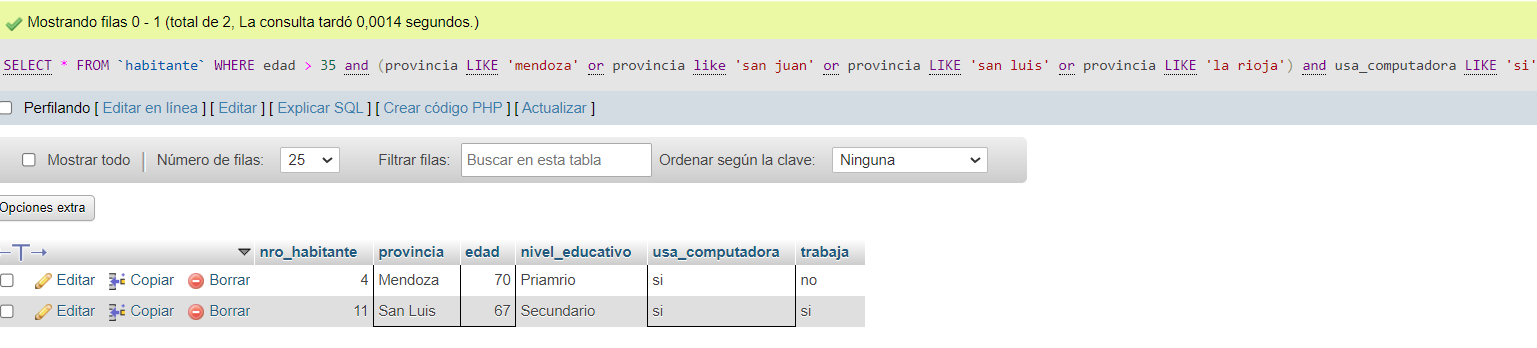 Mostrando filas 0 - 1 (total de 2, La consulta tardó 0,0014 segundos.)
SELECT * FROM `habitante` WHERE edad > 35 and (provincia LIKE 'mendoza' or provincia like 'san juan' or provincia LIKE 'san luis' or provincia LIKE 'la rioja') and usa_computadora LIKE 'si'
Perfilando [ Editar en línea ] [ Editar ] [ Explicar SQL ] [ Crear código PHP ] [ Actualizar ]
Mostrar todo Número de filas: 25 Filtrar filas: Buscar en esta tabla Ordenar según la clave: Ninguna
Opciones extra
nro_habitante provincia edad nivel_educativo usa_computadora trabaja
Editar Copiar Borrar 4 Mendoza 70 Priamrio si no
Editar Copiar Borrar 11 San Luis 67 Secundario si si